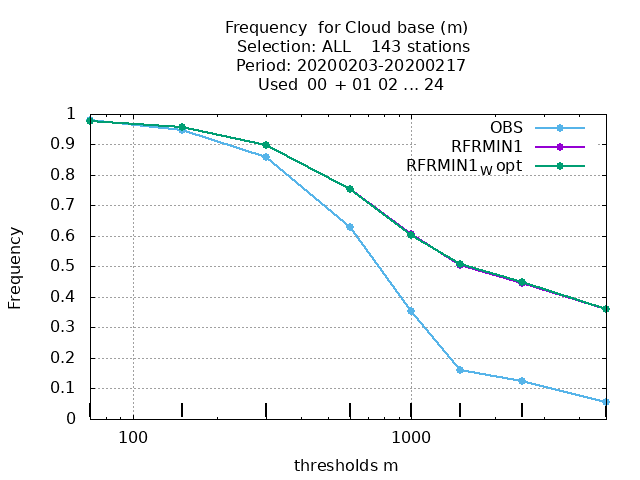 Frequency for Cloud base (m)
Selection: ALL 143 stations
Period: 20200203-20200217
Used 00 + 01 02 ... 24
OBS
RFRMIN1
RFRMIN1W opt
Frequency
1
0.9
0.8
0.7
0.6
0.5
0.4
0.3
0.2
0.1
0
100 1000
thresholds m